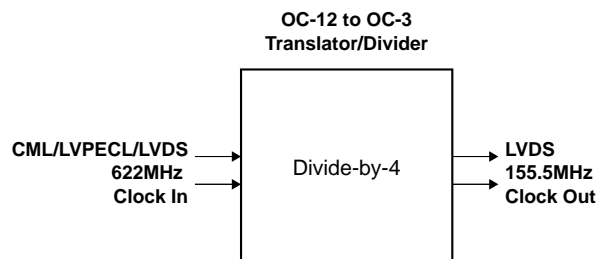 OC-12 to OC-3
Translator/Divider
CML/LVPECL/LVDS
622MHz
Clock In
Divide-by-4
LVDS
155.5MHz
Clock Out